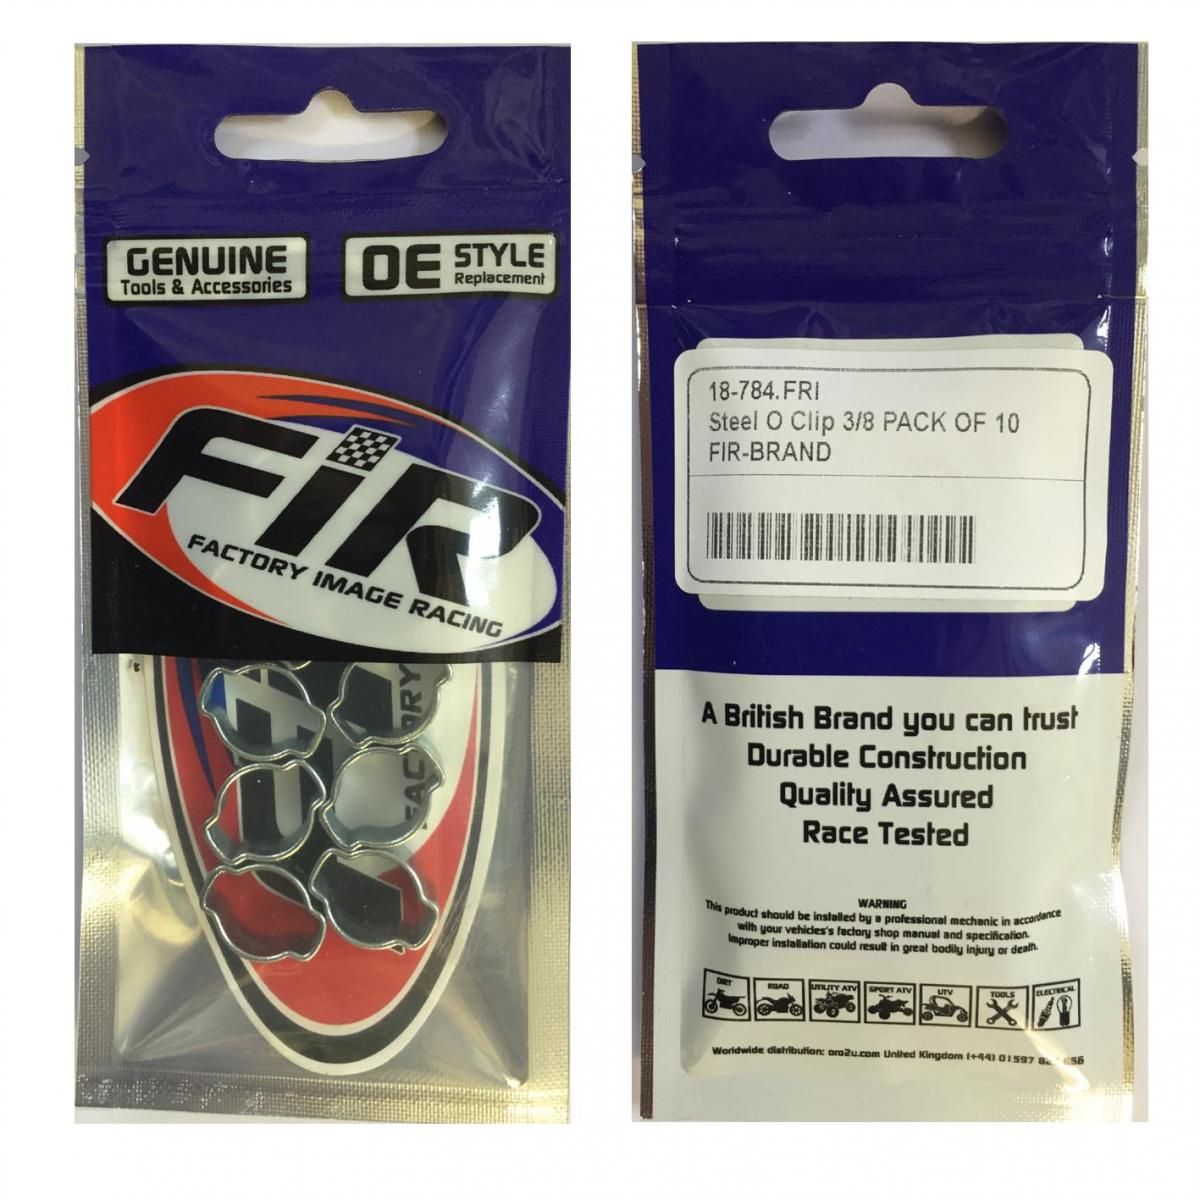 GENUINE
Tools & Accessories
OE STYLE
Replacement
FiR
FACTORY IMAGE RACING
FACTORY
FACTORY
18-784.FRI
Steel O Clip 3/8 PACK OF 10
FIR-BRAND
A British Brand you can trust
Durable Construction
Quality Assured
Race Tested
WARNING
This product should be installed by a professional mechanic in accordance
with your vehicles's factory shop manual and specification.
Improper installation could result in great bodily injury or death.
DIRT
ROAD
UTILITY ATV
SPORT ATV
UTV
TOOLS
ELECTRICAL
Worldwide distribution: oro2u.com United Kingdom (+44) 01597